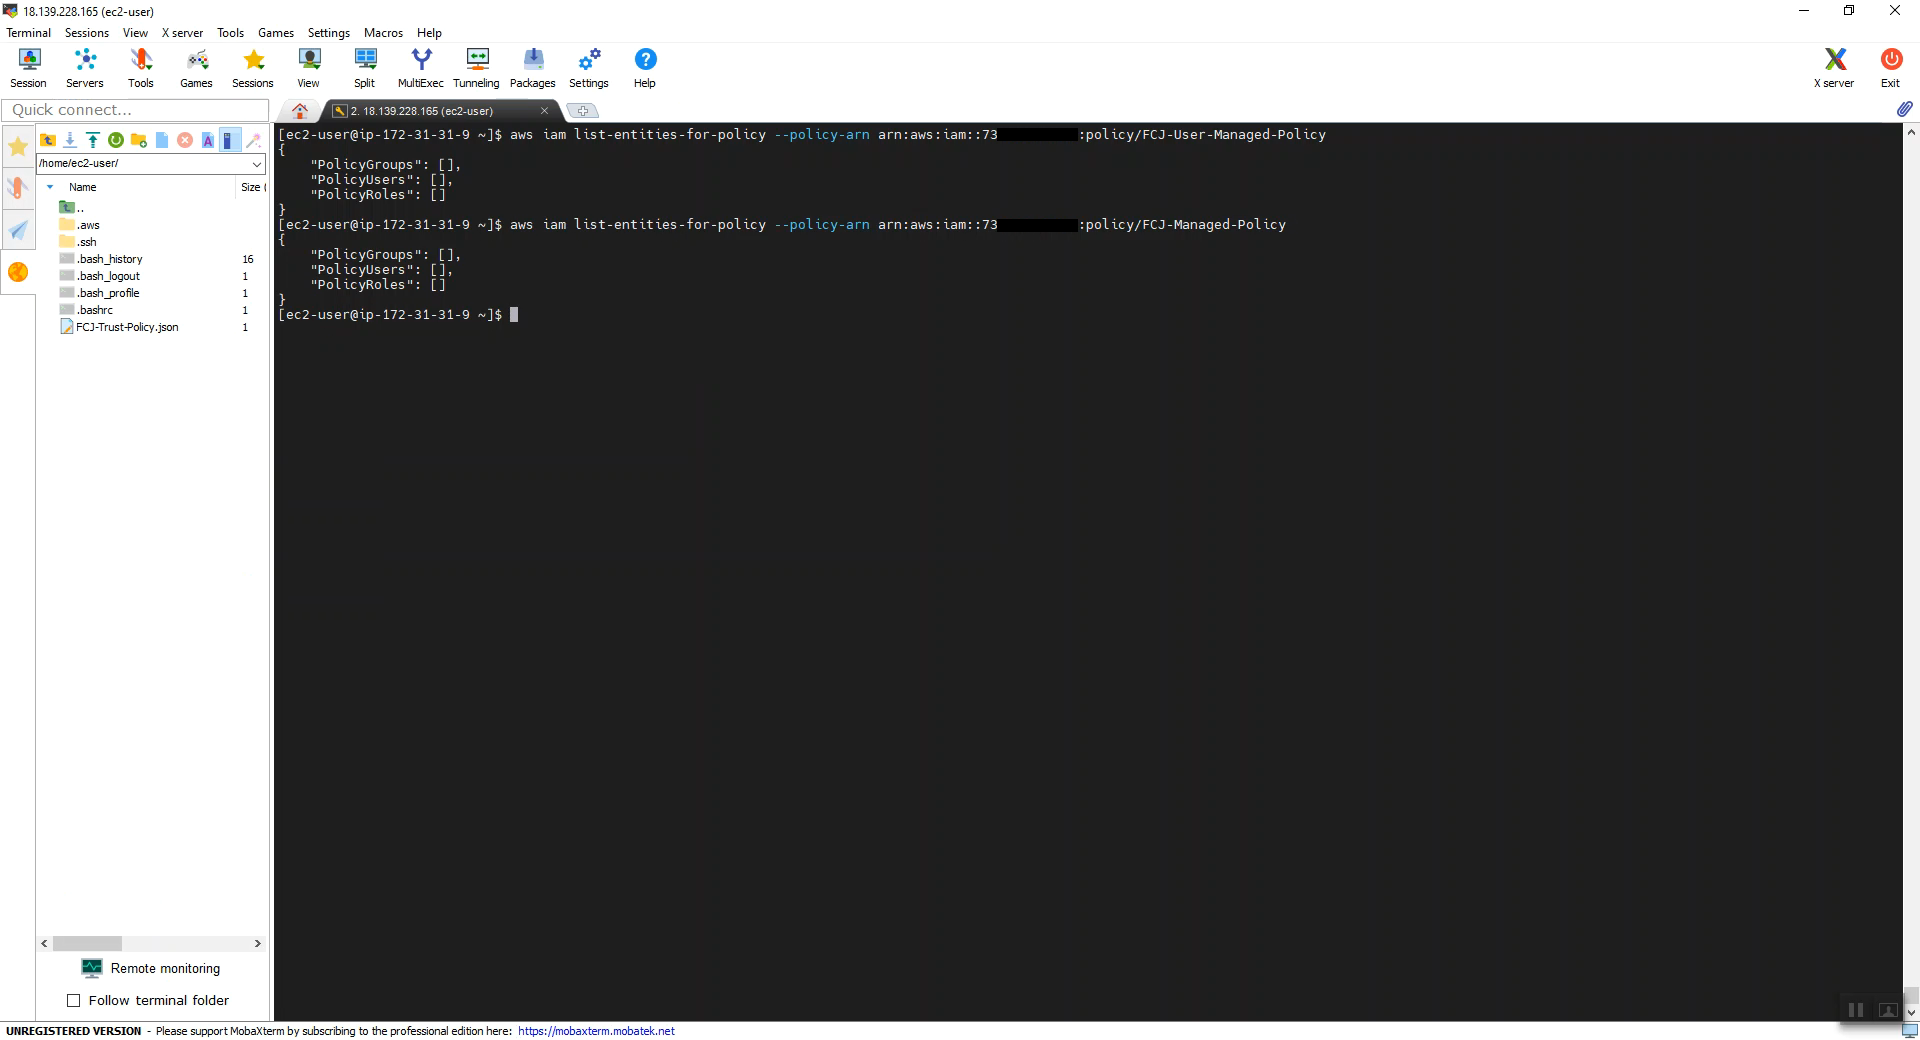 18.139.228.165 (ec2-user)
Terminal Sessions View X server Tools Games Settings Macros Help
Session Servers Tools Games Sessions View Split MultiExec Tunneling Packages Settings Help X server Exit
Quick connect...
2. 18.139.228.165 (ec2-user)
/home/ec2-user/
Name Size (
..
.aws
.ssh
.bash_history 16
.bash_logout 1
.bash_profile 1
.bashrc 1
FCJ-Trust-Policy.json 1
[ec2-user@ip-172-31-31-9 ~]$ aws iam list-entities-for-policy --policy-arn arn:aws:iam::73 :policy/FCJ-User-Managed-Policy
{
"PolicyGroups": [],
"PolicyUsers": [],
"PolicyRoles": []
}
[ec2-user@ip-172-31-31-9 ~]$ aws iam list-entities-for-policy --policy-arn arn:aws:iam::73 :policy/FCJ-Managed-Policy
{
"PolicyGroups": [],
"PolicyUsers": [],
"PolicyRoles": []
}
[ec2-user@ip-172-31-31-9 ~]$
Remote monitoring
Follow terminal folder
UNREGISTERED VERSION - Please support MobaXterm by subscribing to the professional edition here: https://mobaxterm.mobatek.net